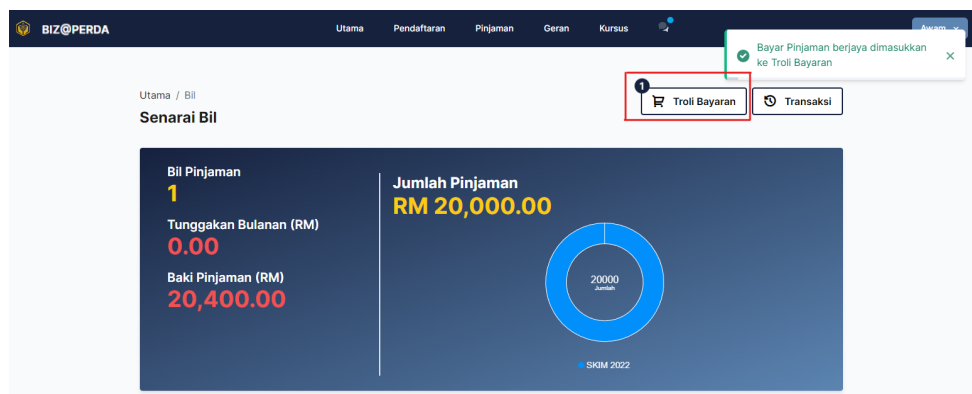 BIZ@PERDA
Utama Pendaftaran Pinjaman Geran Kursus Awam
Bayar Pinjaman berjaya dimasukkan
ke Troli Bayaran
Utama / Bil
Senarai Bil
1 Troli Bayaran Transaksi
Bil Pinjaman
1
Tunggakan Bulanan (RM)
0.00
Baki Pinjaman (RM)
20,400.00
Jumlah Pinjaman
RM 20,000.00
20000
Jumlah
SKIM 2022